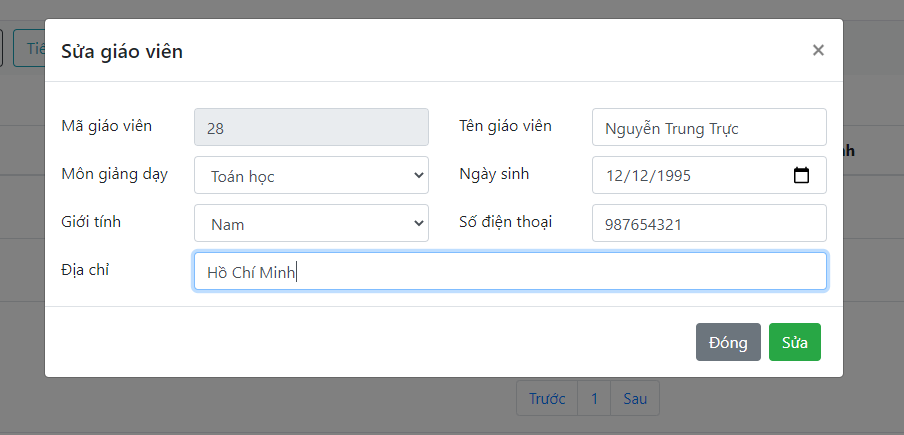 Sửa giáo viên ×
Tiế
Mã giáo viên 28 Tên giáo viên Nguyễn Trung Trực
nh
Môn giảng dạy Toán học Ngày sinh 12/12/1995
Giới tính Nam Số điện thoại 987654321
Địa chỉ Hồ Chí Minh
Đóng Sửa
Trước 1 Sau